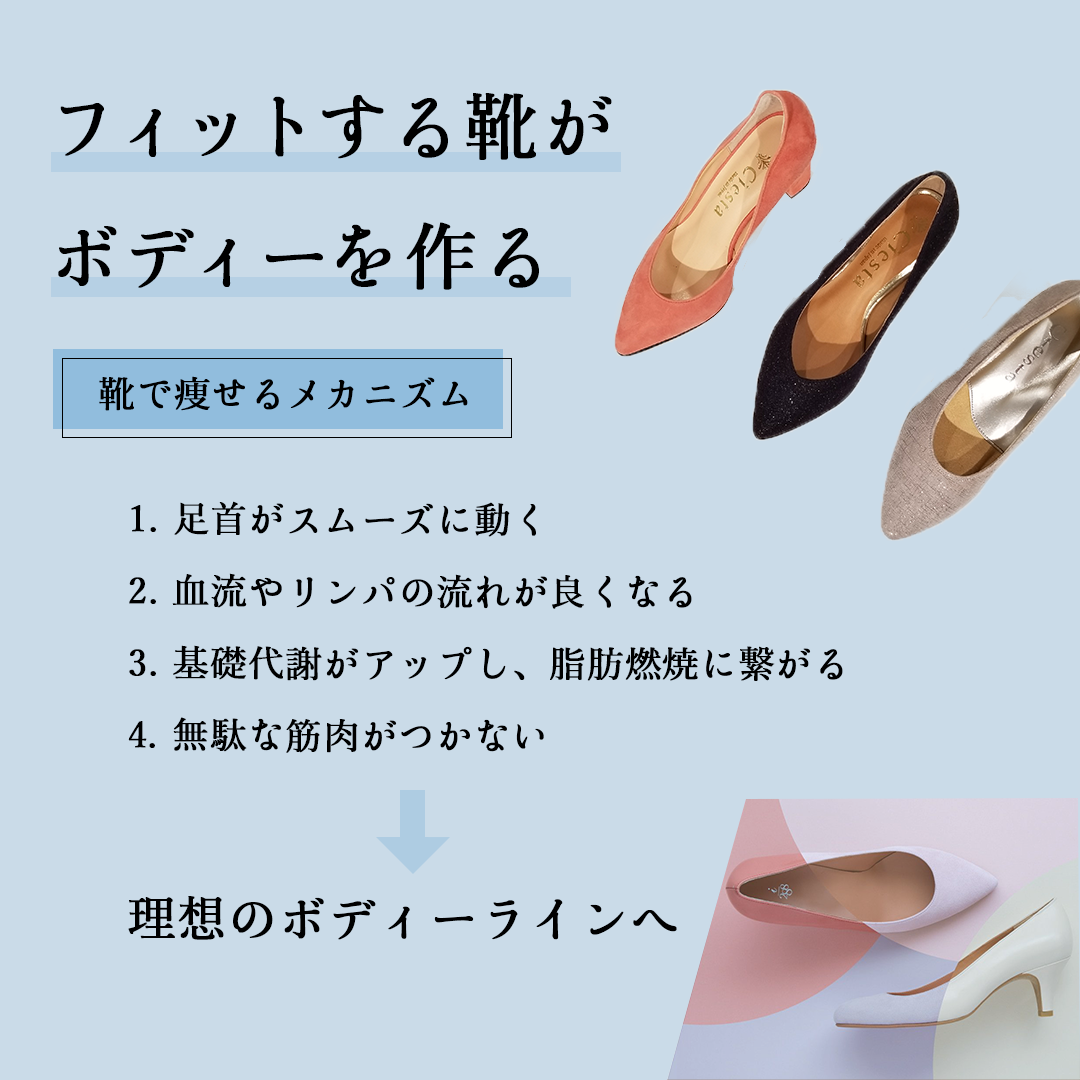 フィットする靴が
ボディーを作る
靴で痩せるメカニズム
1. 足首がスムーズに動く
2. 血流やリンパの流れが良くなる
3. 基礎代謝がアップし、脂肪燃焼に繋がる
4. 無駄な筋肉がつかない
理想のボディーラインへ
Ciesta
Ciesta